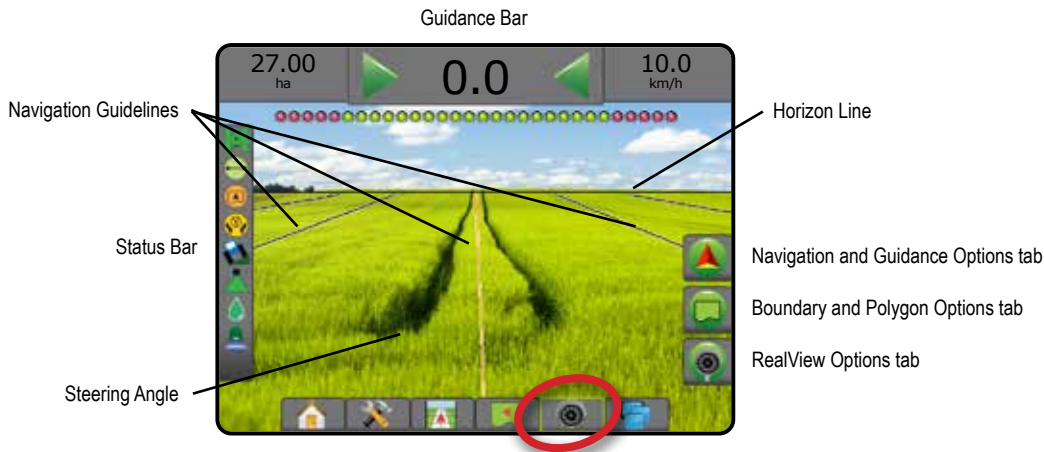 Guidance Bar
27.00
ha
0.0
10.0
km/h
Navigation Guidelines
Horizon Line
Status Bar
Navigation and Guidance Options tab
Boundary and Polygon Options tab
RealView Options tab
Steering Angle